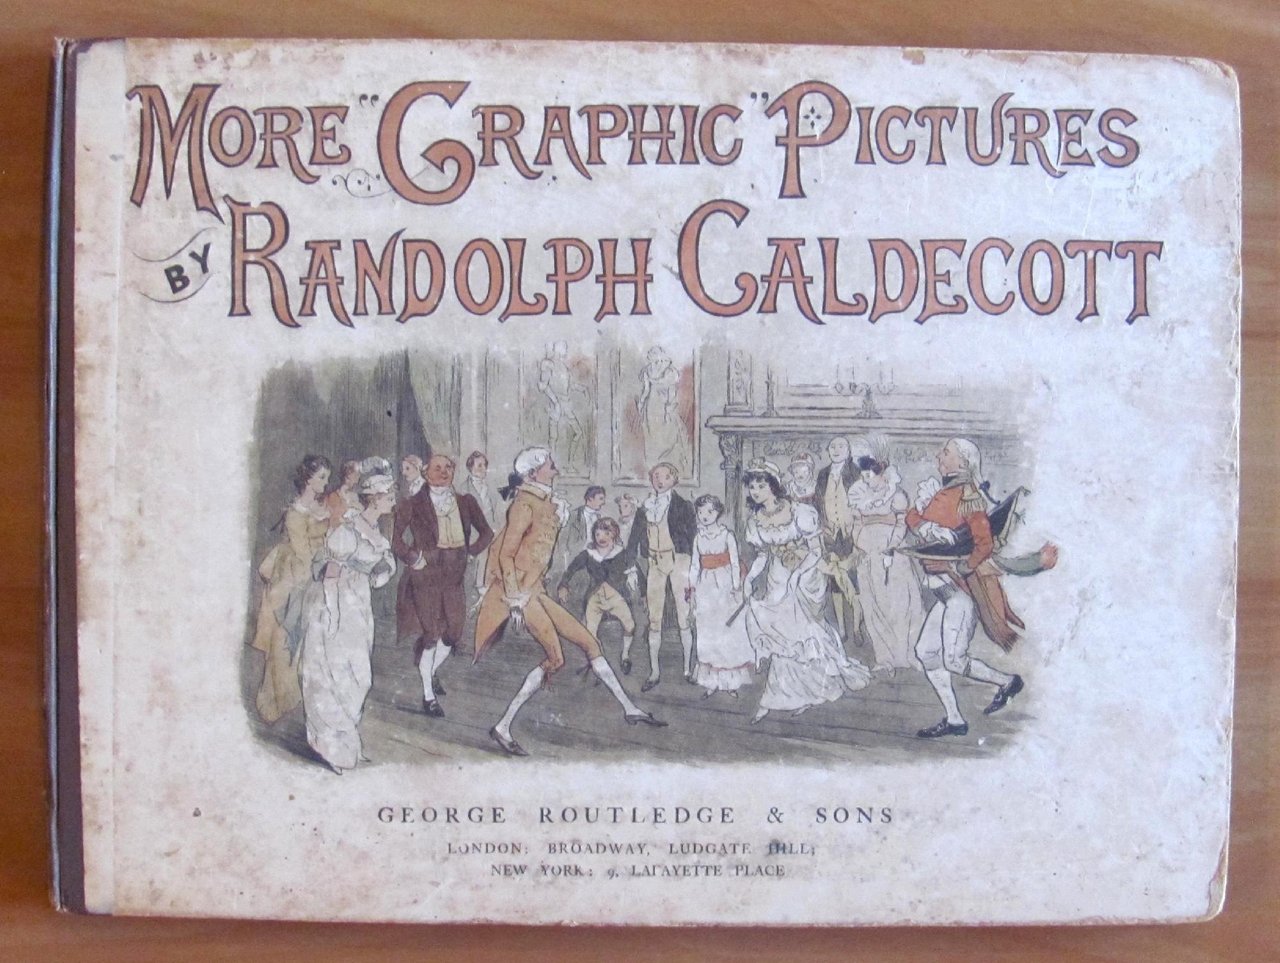 MORE "GRAPHIC" PICTURES
BY RANDOLPH CALDECOTT
GEORGE ROUTLEDGE & SONS
LONDON: BROADWAY, LUDGATE HILL;
NEW YORK: 9, LAFAYETTE PLACE